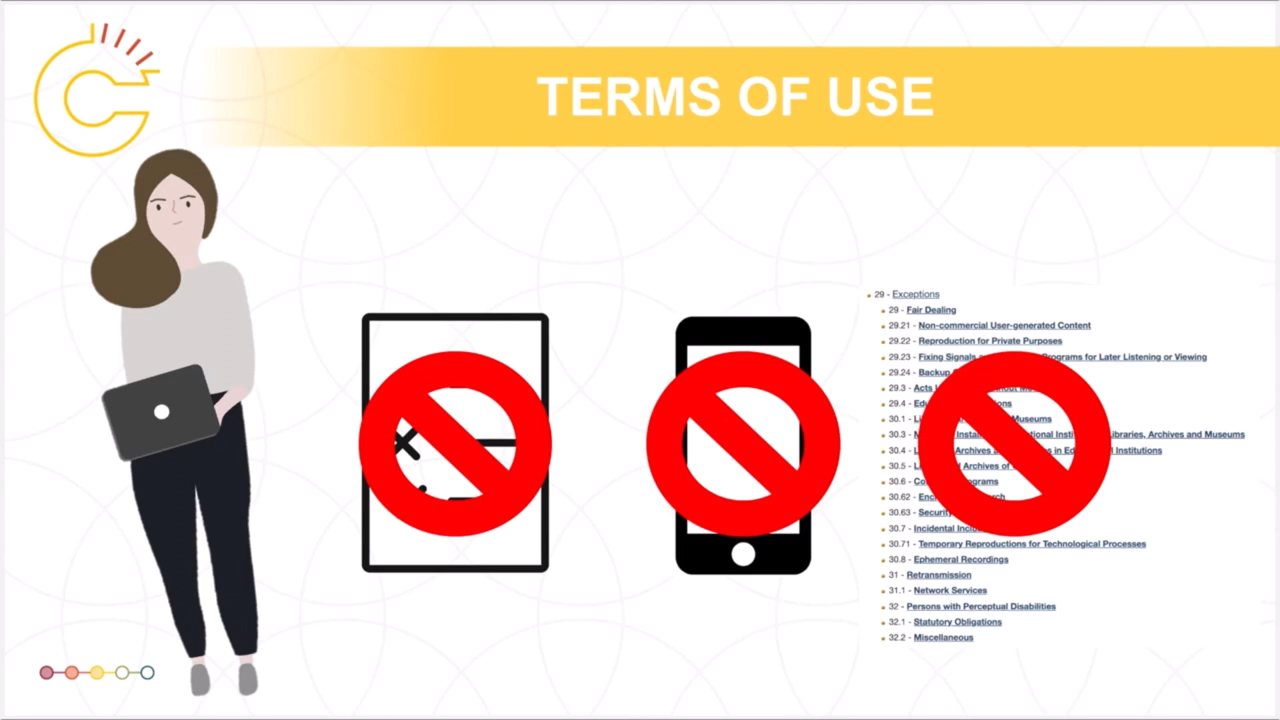 TERMS OF USE
29 - Exceptions
29 - Fair Dealing
29.21 - Non-commercial User-generated Content
29.22 - Reproduction for Private Purposes
29.23 - Fixing Signals Programs for Later Listening or Viewing
29.24 - Backup
29.3 - Acts
29.4 -
30.1 - Museums
30.3 - Libraries, Archives and Museums
30.4 - Archives in Institutions
30.5 - Archives of
30.6 -
30.62 -
30.63 - Security
30.7 - Incidental
30.71 - Temporary Reproductions for Technological Processes
30.8 - Ephemeral Recordings
31 - Retransmission
31.1 - Network Services
32 - Persons with Perceptual Disabilities
32.1 - Statutory Obligations
32.2 - Miscellaneous